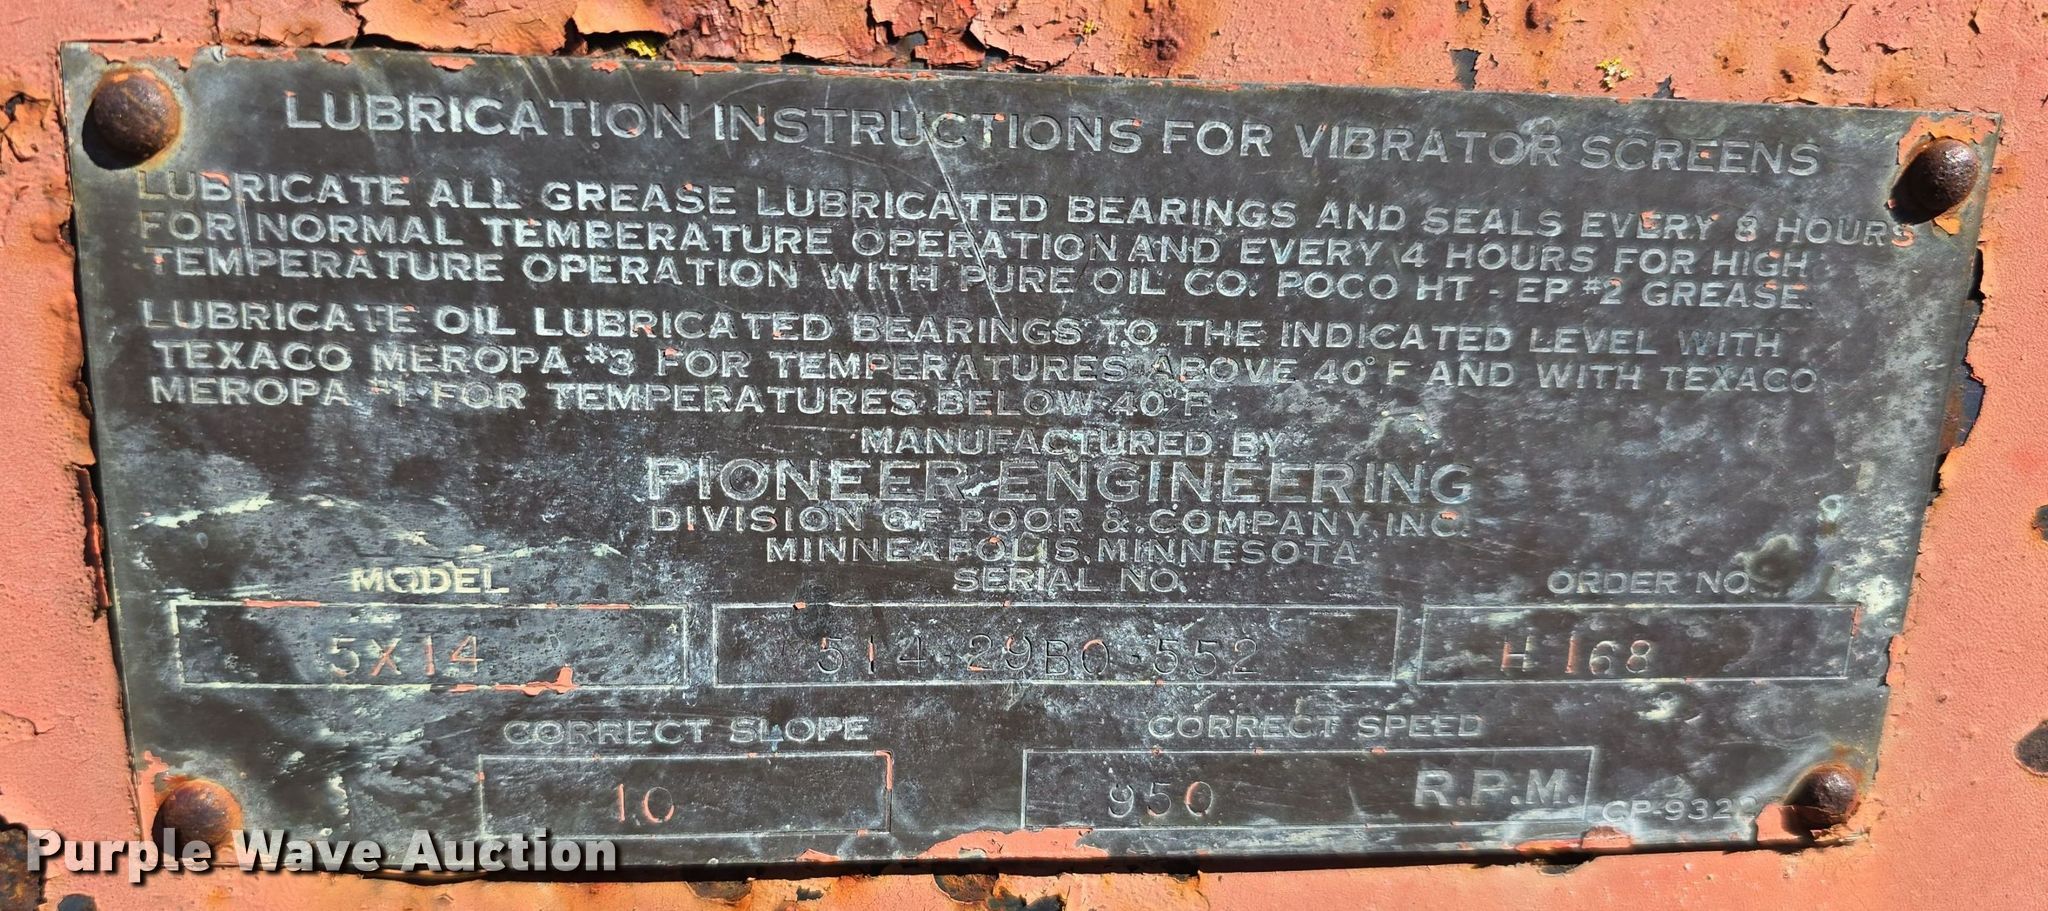 LUBRICATION INSTRUCTIONS FOR VIBRATOR SCREENS
LUBRICATE ALL GREASE LUBRICATED BEARINGS AND SEALS EVERY 8 HOURS
FOR NORMAL TEMPERATURE OPERATION AND EVERY 4 HOURS FOR HIGH
TEMPERATURE OPERATION WITH PURE OIL CO. POCO HT - EP #2 GREASE.
LUBRICATE OIL LUBRICATED BEARINGS TO THE INDICATED LEVEL WITH
TEXACO MEROPA #3 FOR TEMPERATURES ABOVE 40° F AND WITH TEXACO
MEROPA #1 FOR TEMPERATURES BELOW 40° F.
MANUFACTURED BY
PIONEER ENGINEERING
DIVISION OF POOR & COMPANY, INC.
MINNEAPOLIS, MINNESOTA
MODEL SERIAL NO. ORDER NO.
5X14 514-29B0-552 H 168
CORRECT SLOPE CORRECT SPEED
10 950 R.P.M.
Purple Wave Auction